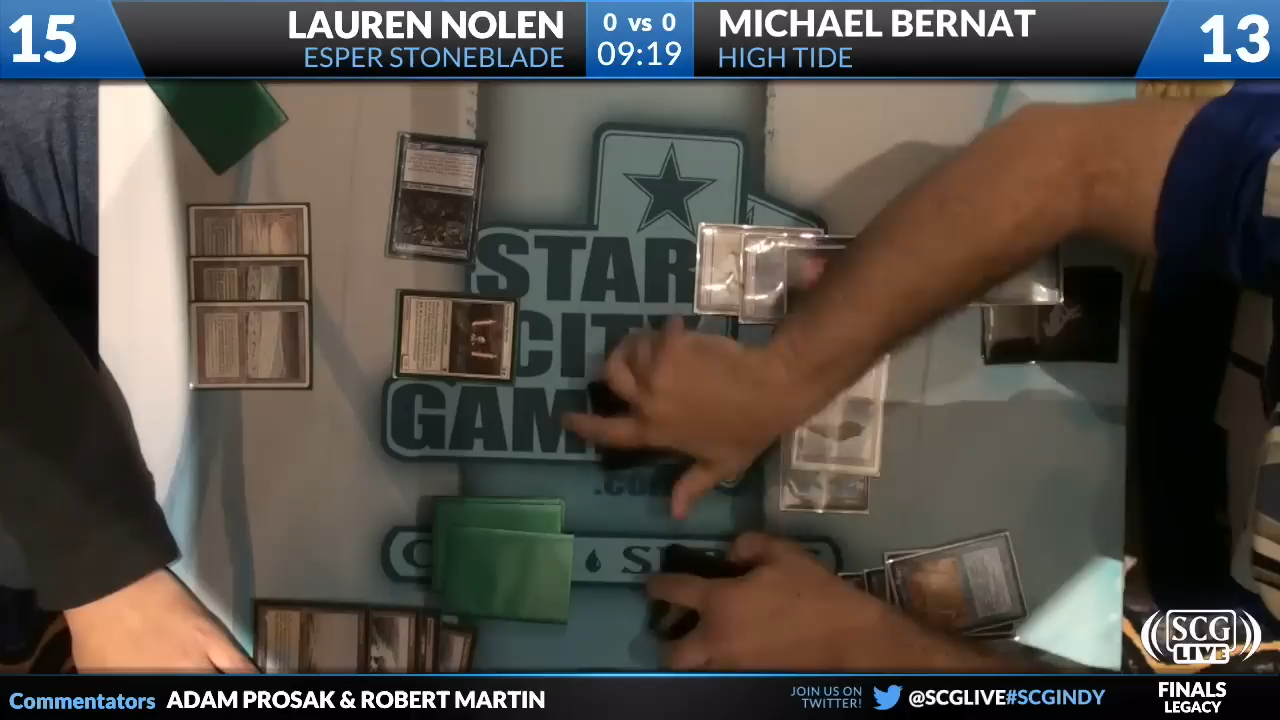 15
LAUREN NOLEN
ESPER STONEBLADE
0 vs 0
09:19
MICHAEL BERNAT
HIGH TIDE
13
STAR
CITY
GAM
.co
Commentators ADAM PROSAK & ROBERT MARTIN
JOIN US ON
TWITTER!
@SCGLIVE#SCGINDY
SCG
LIVE
FINALS
LEGACY